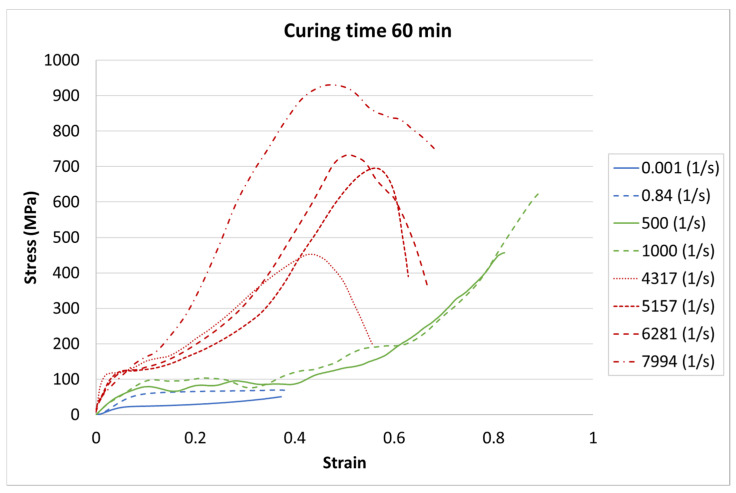 Curing time 60 min
Stress (MPa)
1000
900
800
700
600
500
400
300
200
100
0
0
0.2
0.4
0.6
0.8
1
Strain
0.001 (1/s)
0.84 (1/s)
500 (1/s)
1000 (1/s)
4317 (1/s)
5157 (1/s)
6281 (1/s)
7994 (1/s)